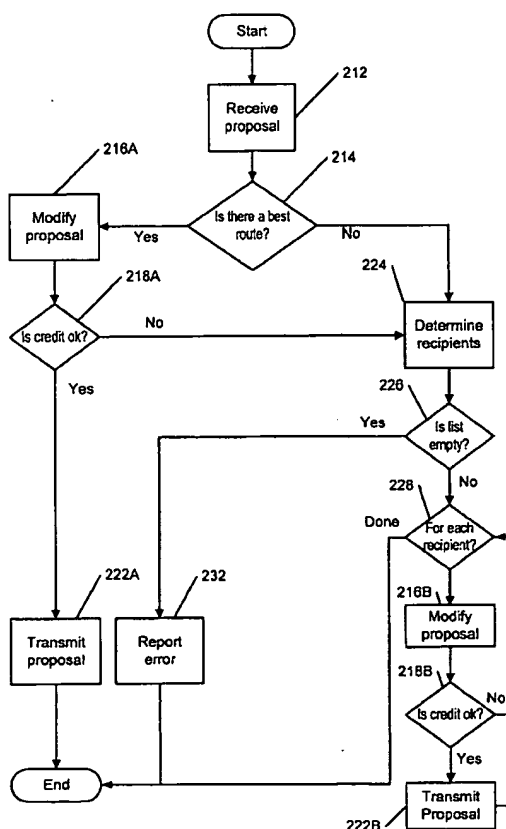 Start
212
Receive
proposal
216A
214
Modify
proposal
Is there a best
route?
Yes
No
218A
224
Is credit ok?
No
Determine
recipients
Yes
226
Is list
empty?
Yes
No
228
Done
For each
recipient?
222A
232
216B
Transmit
proposal
Report
error
Modify
proposal
218B
Is credit ok?
No
Yes
End
Transmit
Proposal
222B